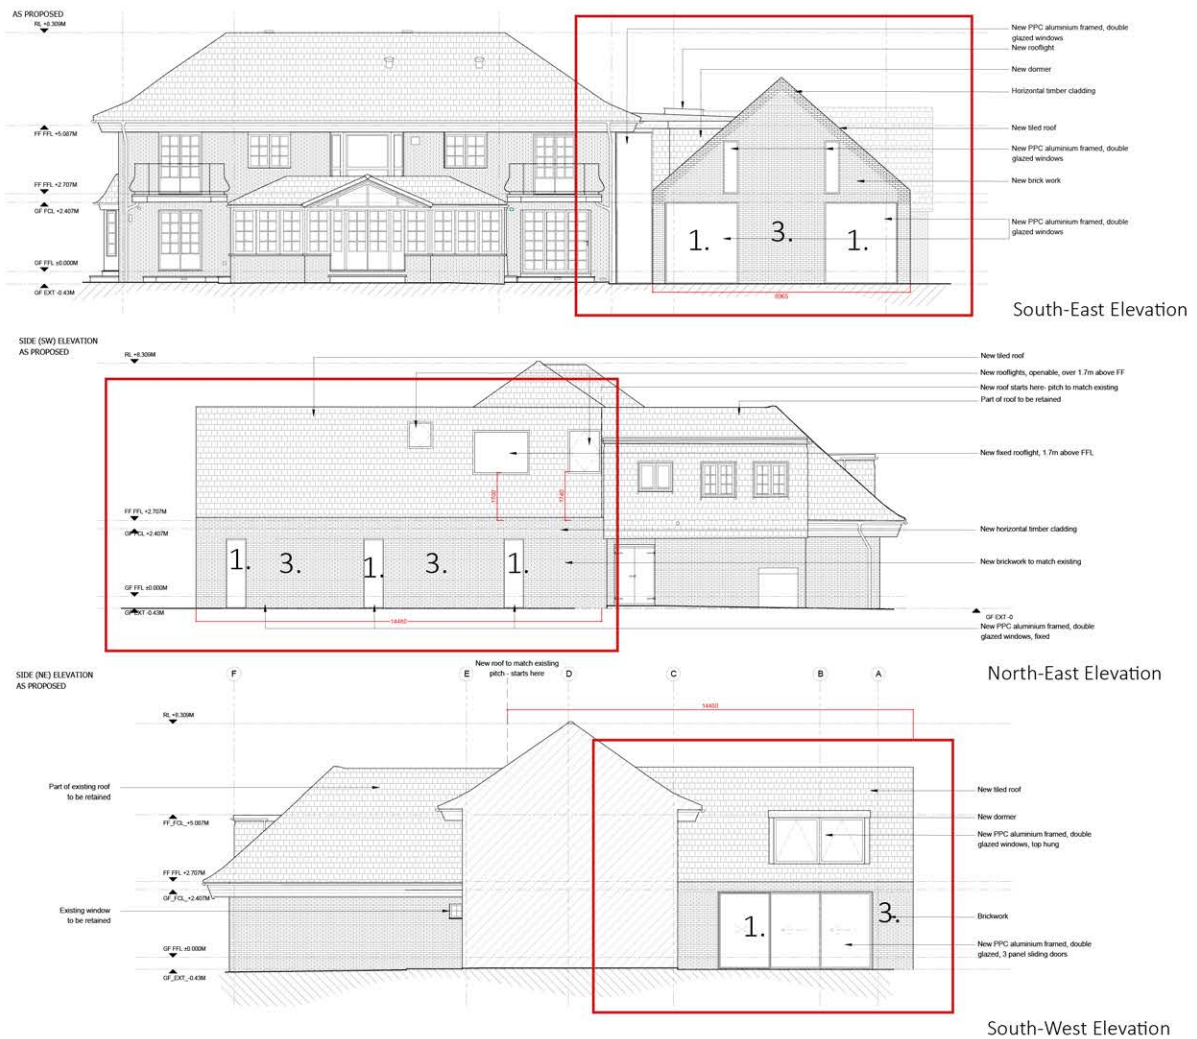 AS PROPOSED
RL +8.309M
FF FFL +5.087M
FF FFL +2.707M
GF FCL +2.407M
GF FFL ±0.000M
GF EXT -0.43M
New PPC aluminium framed, double
glazed windows
New rooflight
New dormer
Horizontal timber cladding
New tiled roof
New PPC aluminium framed, double
glazed windows
New brick work
New PPC aluminium framed, double
glazed windows
1.
3.
1.
8965
South-East Elevation
SIDE (SW) ELEVATION
AS PROPOSED
RL +8.309M
FF FFL +2.707M
GF FCL +2.407M
GF FFL ±0.000M
GF EXT -0.43M
New tiled roof
New rooflights, openable, over 1.7m above FF
New roof starts here- pitch to match existing
Part of roof to be retained
New fixed rooflight, 1.7m above FFL
New horizontal timber cladding
New brickwork to match existing
GF EXT -0
New PPC aluminium framed, double
glazed windows, fixed
1.
3.
1.
3.
1.
14460
North-East Elevation
SIDE (NE) ELEVATION
AS PROPOSED
New roof to match existing
pitch - starts here
F
E
D
C
B
A
14460
RL +8.309M
Part of existing roof
to be retained
FF_FCL_+5.087M
FF FFL +2.707M
GF_FCL_+2.407M
Existing window
to be retained
GF FFL ±0.000M
GF_EXT_-0.43M
New tiled roof
New dormer
New PPC aluminium framed, double
glazed windows, top hung
Brickwork
New PPC aluminium framed, double
glazed, 3 panel sliding doors
1.
3.
South-West Elevation